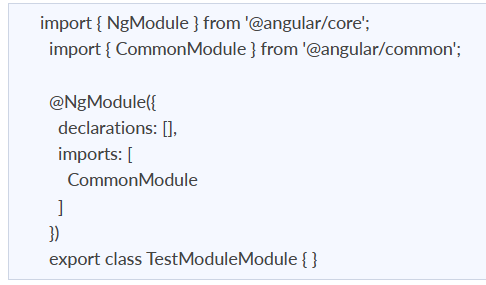 import { NgModule } from '@angular/core';
import { CommonModule } from '@angular/common';
@NgModule({
declarations: [],
imports: [
CommonModule
]
})
export class TestModuleModule { }